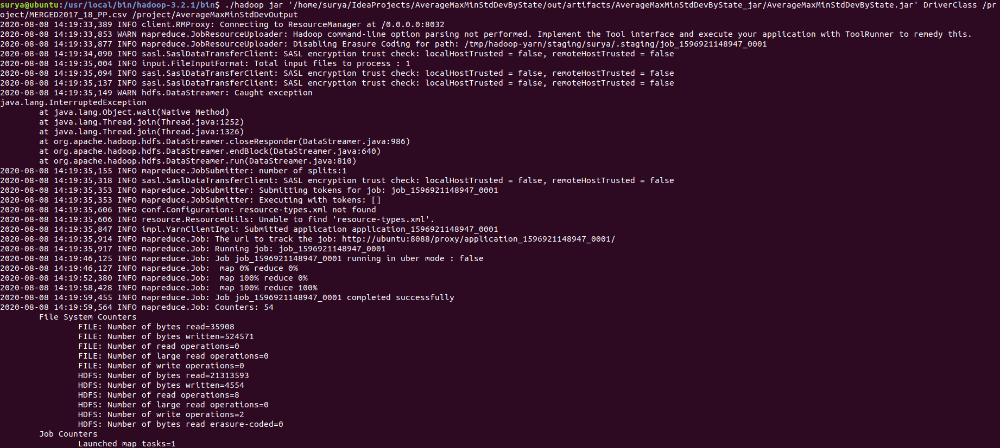 surya@ubuntu:/usr/local/bin/hadoop-3.2.1/bin$ ./hadoop jar '/home/surya/IdeaProjects/AverageMaxMinStdDevByState/out/artifacts/AverageMaxMinStdDevByState_jar/AverageMaxMinStdDevByState.jar' DriverClass /pr
oject/MERGED2017_18_PP.csv /project/AverageMaxMinStdDevOutput
2020-08-08 14:19:33,389 INFO client.RMProxy: Connecting to ResourceManager at /0.0.0.0:8032
2020-08-08 14:19:33,853 WARN mapreduce.JobResourceUploader: Hadoop command-line option parsing not performed. Implement the Tool interface and execute your application with ToolRunner to remedy this.
2020-08-08 14:19:33,877 INFO mapreduce.JobResourceUploader: Disabling Erasure Coding for path: /tmp/hadoop-yarn/staging/surya/.staging/job_1596921148947_0001
2020-08-08 14:19:34,090 INFO sasl.SaslDataTransferClient: SASL encryption trust check: localHostTrusted = false, remoteHostTrusted = false
2020-08-08 14:19:35,004 INFO input.FileInputFormat: Total input files to process : 1
2020-08-08 14:19:35,094 INFO sasl.SaslDataTransferClient: SASL encryption trust check: localHostTrusted = false, remoteHostTrusted = false
2020-08-08 14:19:35,137 INFO sasl.SaslDataTransferClient: SASL encryption trust check: localHostTrusted = false, remoteHostTrusted = false
2020-08-08 14:19:35,149 WARN hdfs.DataStreamer: Caught exception
java.lang.InterruptedException
        at java.lang.Object.wait(Native Method)
        at java.lang.Thread.join(Thread.java:1252)
        at java.lang.Thread.join(Thread.java:1326)
        at org.apache.hadoop.hdfs.DataStreamer.closeResponder(DataStreamer.java:986)
        at org.apache.hadoop.hdfs.DataStreamer.endBlock(DataStreamer.java:640)
        at org.apache.hadoop.hdfs.DataStreamer.run(DataStreamer.java:810)
2020-08-08 14:19:35,155 INFO mapreduce.JobSubmitter: number of splits:1
2020-08-08 14:19:35,318 INFO sasl.SaslDataTransferClient: SASL encryption trust check: localHostTrusted = false, remoteHostTrusted = false
2020-08-08 14:19:35,353 INFO mapreduce.JobSubmitter: Submitting tokens for job: job_1596921148947_0001
2020-08-08 14:19:35,353 INFO mapreduce.JobSubmitter: Executing with tokens: []
2020-08-08 14:19:35,606 INFO conf.Configuration: resource-types.xml not found
2020-08-08 14:19:35,606 INFO resource.ResourceUtils: Unable to find 'resource-types.xml'.
2020-08-08 14:19:35,847 INFO impl.YarnClientImpl: Submitted application application_1596921148947_0001
2020-08-08 14:19:35,914 INFO mapreduce.Job: The url to track the job: http://ubuntu:8088/proxy/application_1596921148947_0001/
2020-08-08 14:19:35,917 INFO mapreduce.Job: Running job: job_1596921148947_0001
2020-08-08 14:19:46,125 INFO mapreduce.Job: Job job_1596921148947_0001 running in uber mode : false
2020-08-08 14:19:46,127 INFO mapreduce.Job:  map 0% reduce 0%
2020-08-08 14:19:52,380 INFO mapreduce.Job:  map 100% reduce 0%
2020-08-08 14:19:58,428 INFO mapreduce.Job:  map 100% reduce 100%
2020-08-08 14:19:59,455 INFO mapreduce.Job: Job job_1596921148947_0001 completed successfully
2020-08-08 14:19:59,564 INFO mapreduce.Job: Counters: 54
        File System Counters
                FILE: Number of bytes read=35908
                FILE: Number of bytes written=524571
                FILE: Number of read operations=0
                FILE: Number of large read operations=0
                FILE: Number of write operations=0
                HDFS: Number of bytes read=21313593
                HDFS: Number of bytes written=4554
                HDFS: Number of read operations=8
                HDFS: Number of large read operations=0
                HDFS: Number of write operations=2
                HDFS: Number of bytes read erasure-coded=0
        Job Counters
                Launched map tasks=1